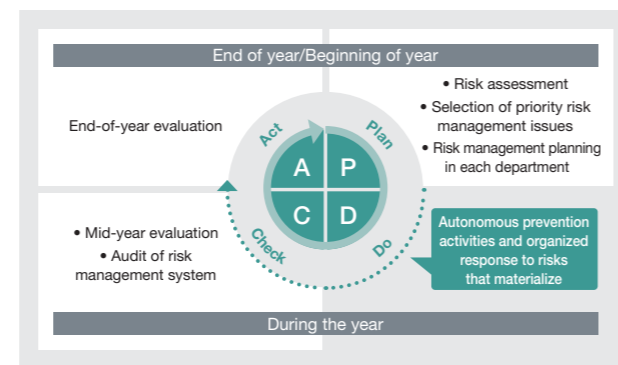 End of year/Beginning of year
End-of-year evaluation
• Risk assessment
• Selection of priority risk
management issues
• Risk management planning
in each department
Act
Plan
A
P
C
D
Check
Do
• Mid-year evaluation
• Audit of risk
management system
Autonomous prevention
activities and organized
response to risks
that materialize
During the year